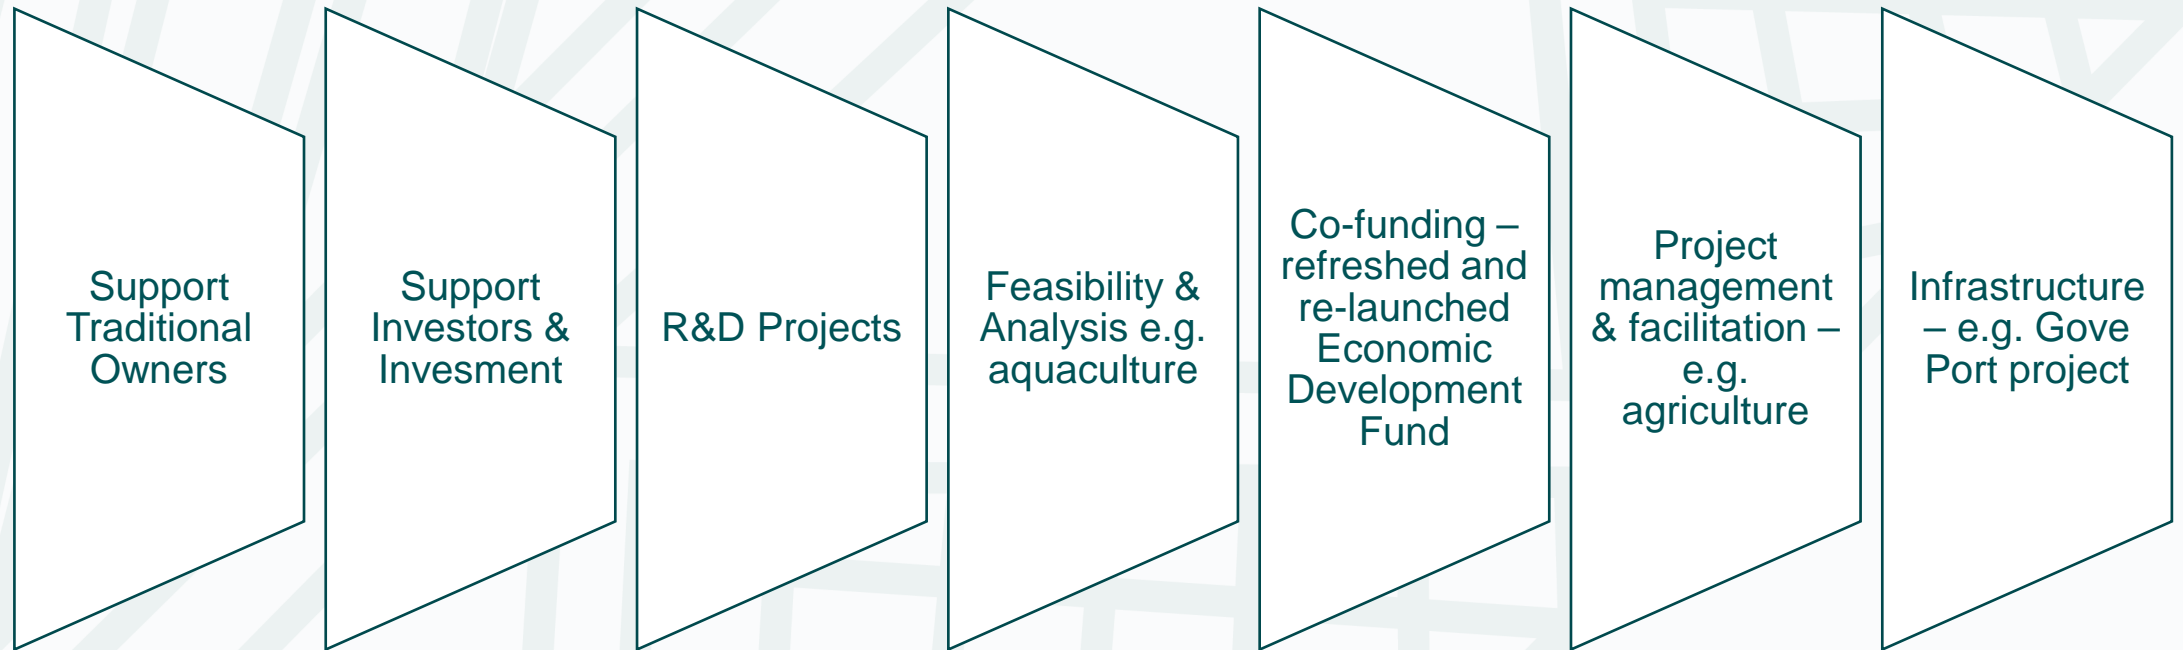 Support
Traditional
Owners
Support
Investors &
Invesment
R&D Projects
Feasibility &
Analysis e.g.
aquaculture
Co-funding –
refreshed and
re-launched
Economic
Development
Fund
Project
management
& facilitation –
e.g.
agriculture
Infrastructure
– e.g. Gove
Port project